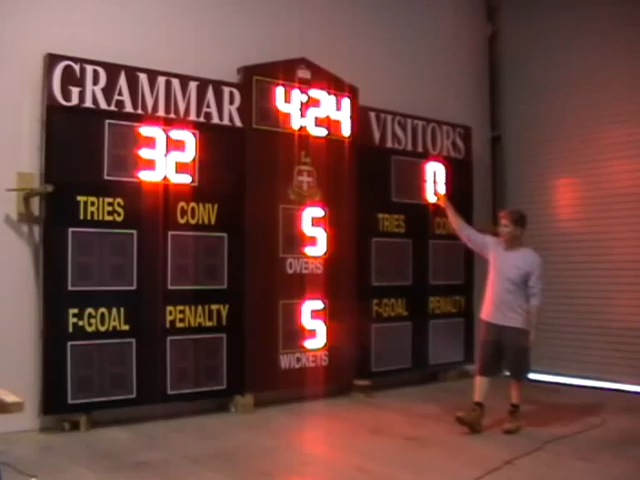 GRAMMAR
4:24
VISITORS
32
0
TRIES CONV
5
OVERS
TRIES
F-GOAL PENALTY
5
WICKETS
F-GOAL PENALTY